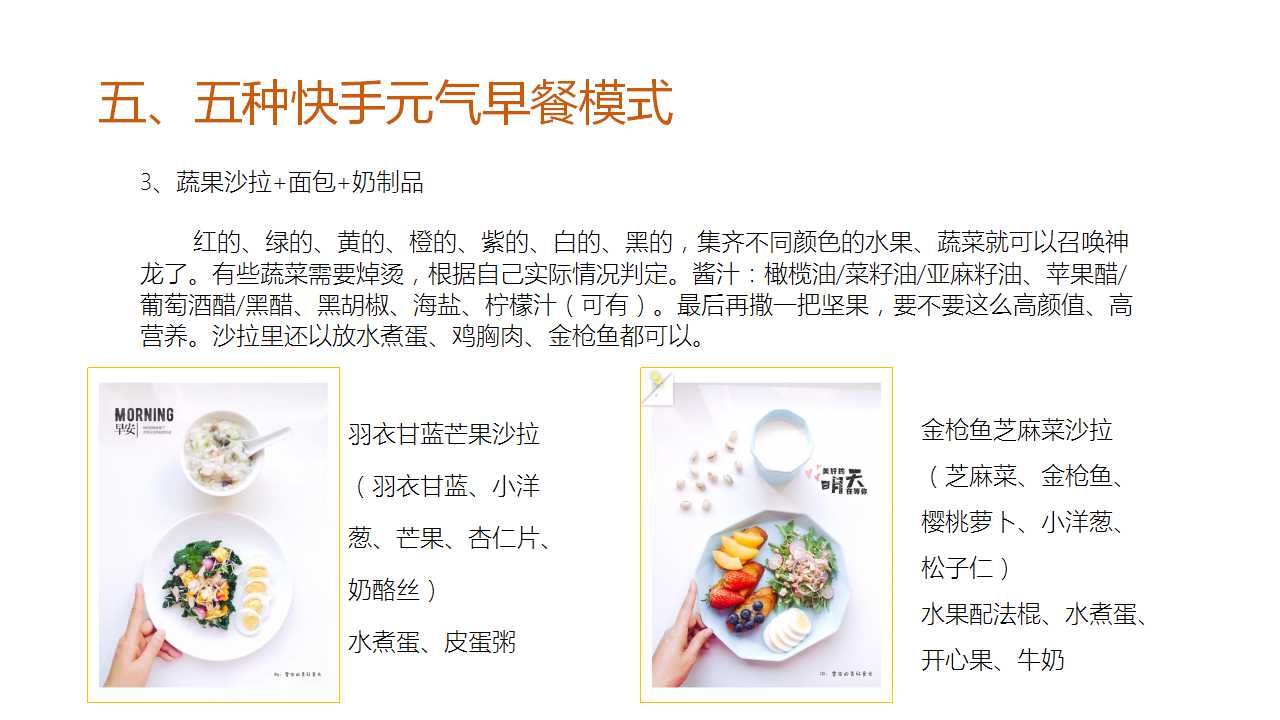 五、五种快手元气早餐模式
3、蔬果沙拉+面包+奶制品
红的、绿的、黄的、橙的、紫的、白的、黑的，集齐不同颜色的水果、蔬菜就可以召唤神
龙了。有些蔬菜需要焯烫，根据自己实际情况判定。酱汁：橄榄油/菜籽油/亚麻籽油、苹果醋/
葡萄酒醋/黑醋、黑胡椒、海盐、柠檬汁（可有）。最后再撒一把坚果，要不要这么高颜值、高
营养。沙拉里还以放水煮蛋、鸡胸肉、金枪鱼都可以。
MORNING
早安
羽衣甘蓝芒果沙拉
（羽衣甘蓝、小洋
葱、芒果、杏仁片、
奶酪丝）
水煮蛋、皮蛋粥
美好的
晴天
在等你
金枪鱼芝麻菜沙拉
（芝麻菜、金枪鱼、
樱桃萝卜、小洋葱、
松子仁）
水果配法棍、水煮蛋、
开心果、牛奶